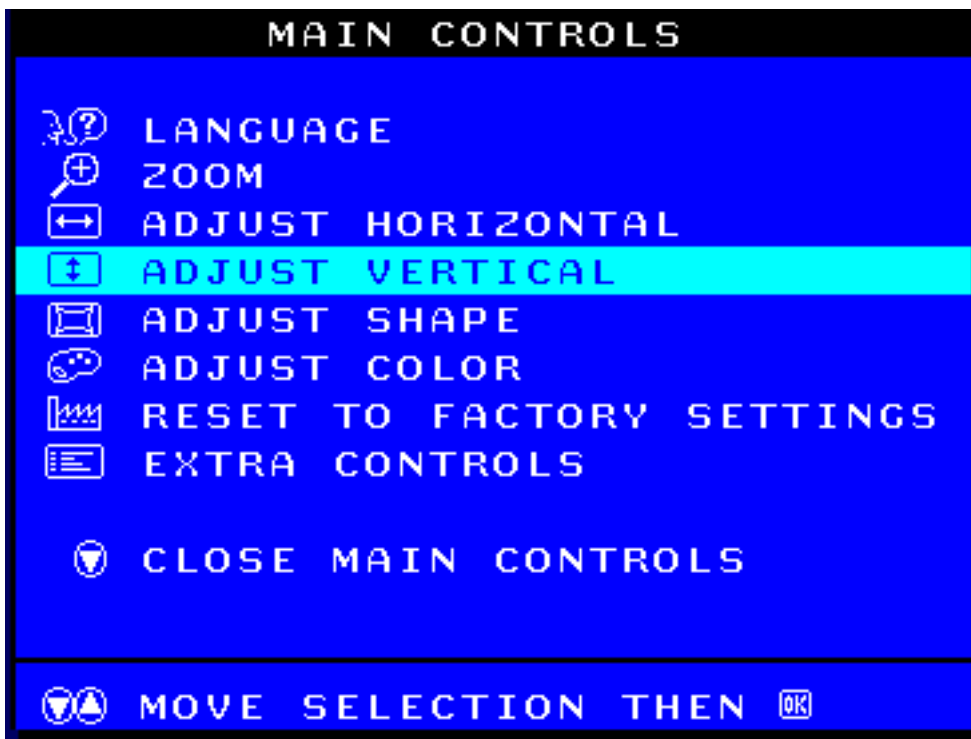 MAIN CONTROLS
LANGUAGE
ZOOM
ADJUST HORIZONTAL
ADJUST VERTICAL
ADJUST SHAPE
ADJUST COLOR
RESET TO FACTORY SETTINGS
EXTRA CONTROLS
CLOSE MAIN CONTROLS
MOVE SELECTION THEN OK